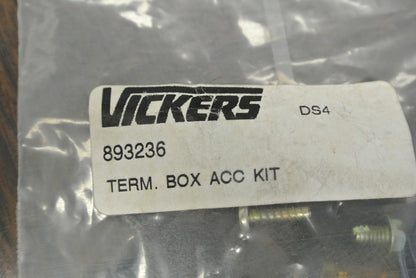 VICKERS DS4
893236
TERM. BOX ACC KIT